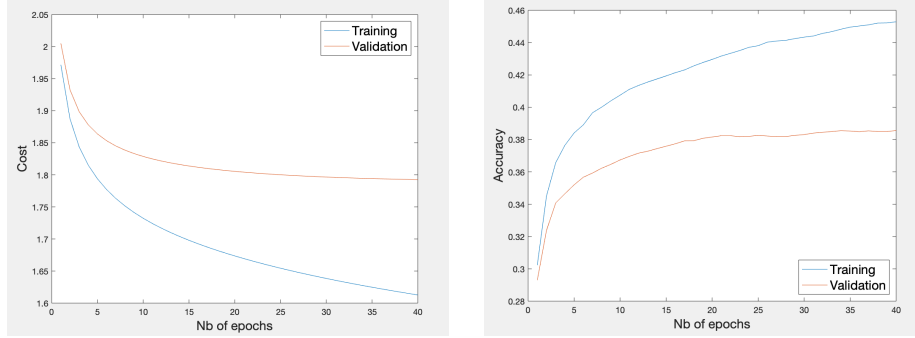 2.05
2
1.95
1.9
1.85
1.8
1.75
1.7
1.65
1.6
Cost
Training
Validation
0 5 10 15 20 25 30 35 40
Nb of epochs
0.46
0.44
0.42
0.4
0.38
0.36
0.34
0.32
0.3
0.28
Accuracy
Training
Validation
0 5 10 15 20 25 30 35 40
Nb of epochs